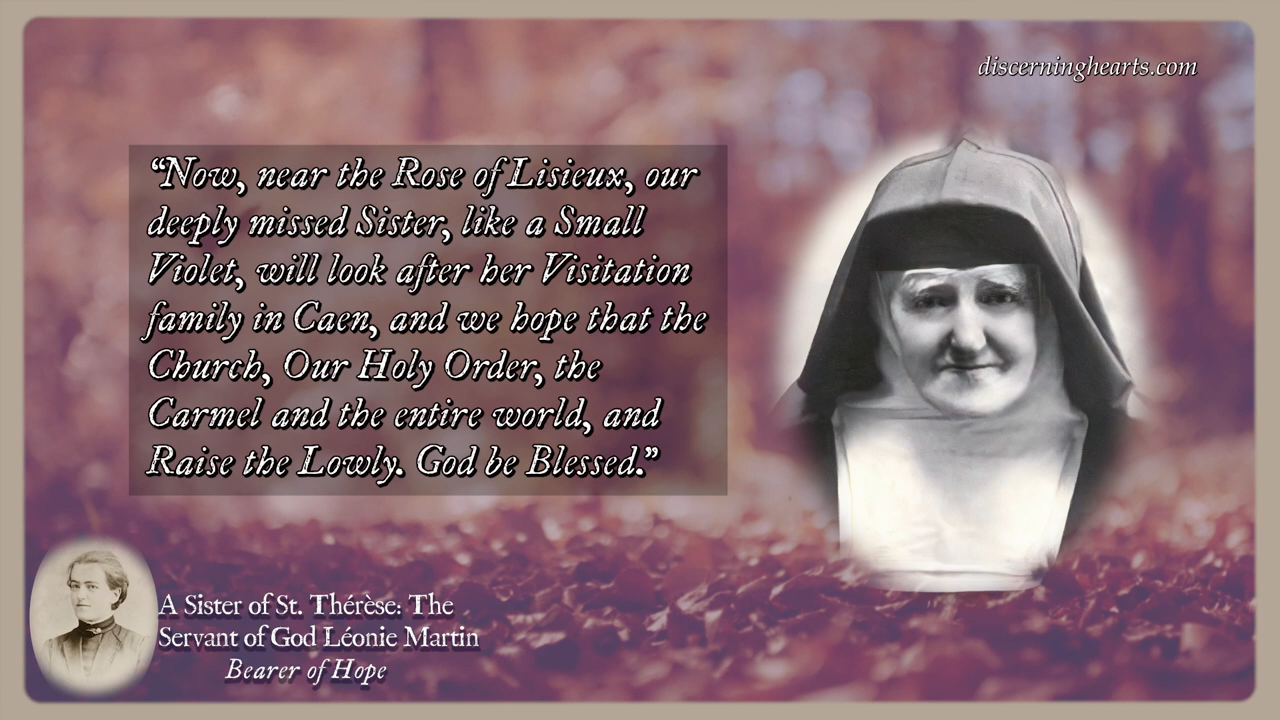 discerninghearts.com
“Now, near the Rose of Lisieux, our
deeply missed Sister, like a Small
Violet, will look after her Visitation
family in Caen, and we hope that the
Church, Our Holy Order, the
Carmel and the entire world, and
Raise the Lowly. God be Blessed.”
A Sister of St. Thérèse: The
Servant of God Léonie Martin
Bearer of Hope